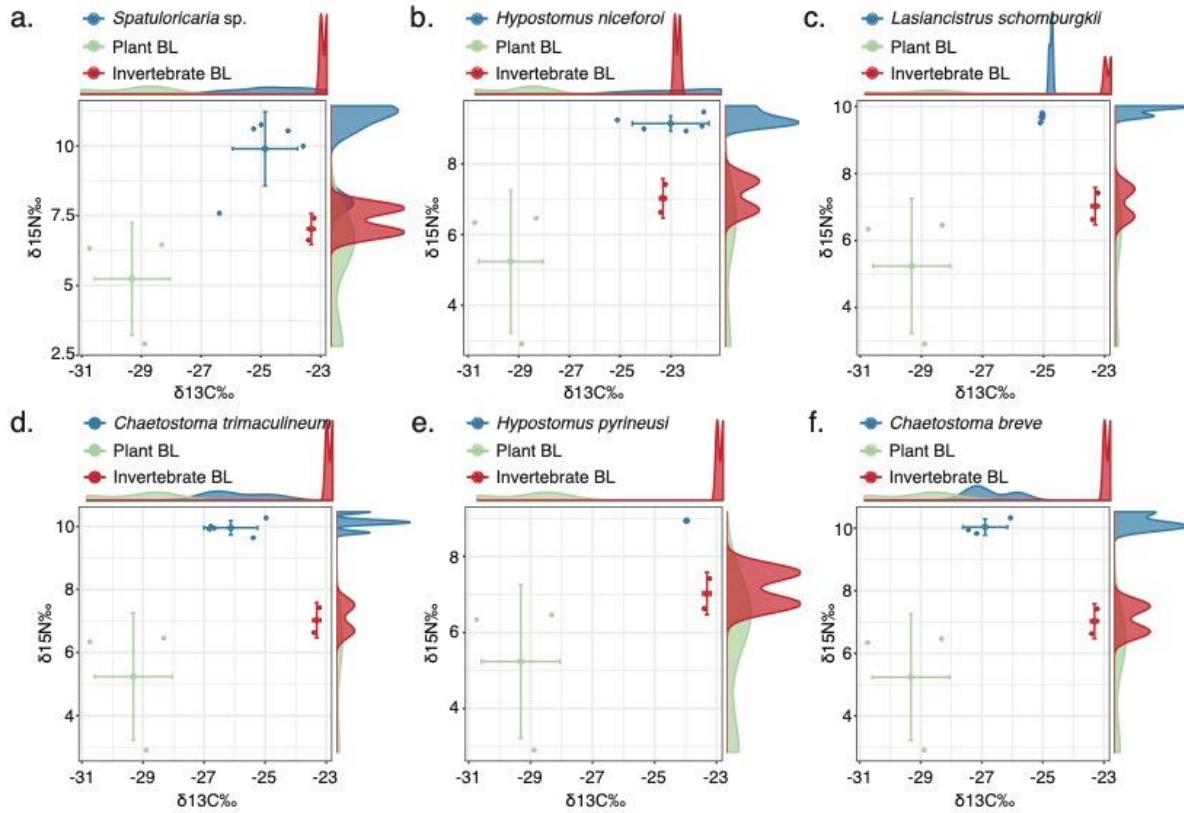 a.
Spatuloricaria sp.
Plant BL
Invertebrate BL
10
7.5
5
2.5
δ15N‰
-31 -29 -27 -25 -23
δ13C‰
b.
Hypostomus niceforoi
Plant BL
Invertebrate BL
8
6
4
δ15N‰
-31 -29 -27 -25 -23
δ13C‰
c.
Lasiancistrus schomburgkii
Plant BL
Invertebrate BL
10
8
6
4
δ15N‰
-31 -29 -27 -25 -23
δ13C‰
d.
Chaetostoma trimaculineum
Plant BL
Invertebrate BL
10
8
6
4
δ15N‰
-31 -29 -27 -25 -23
δ13C‰
e.
Hypostomus pyrineusi
Plant BL
Invertebrate BL
8
6
4
δ15N‰
-31 -29 -27 -25 -23
δ13C‰
f.
Chaetostoma breve
Plant BL
Invertebrate BL
10
8
6
4
δ15N‰
-31 -29 -27 -25 -23
δ13C‰